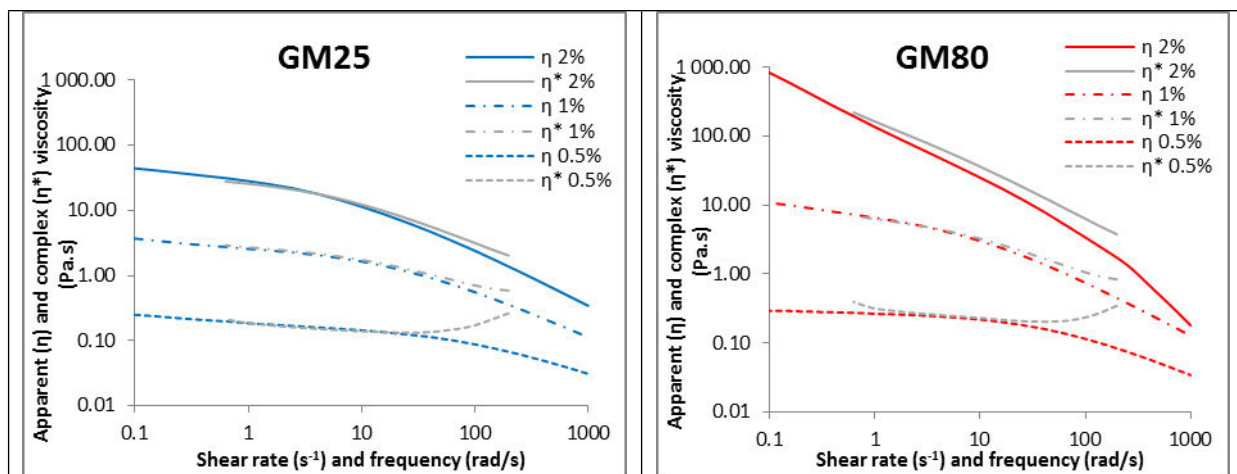 GM25
η 2%
η* 2%
η 1%
η* 1%
η 0.5%
η* 0.5%
Apparent (η) and complex (η*) viscosity
(Pa.s)
1 000.00
100.00
10.00
1.00
0.10
0.01
0.1
1
10
100
1000
Shear rate (s⁻¹) and frequency (rad/s)
GM80
η 2%
η* 2%
η 1%
η* 1%
η 0.5%
η* 0.5%
Apparent (η) and complex (η*) viscosity
(Pa.s)
1 000.00
100.00
10.00
1.00
0.10
0.01
0.1
1
10
100
1000
Shear rate (s⁻¹) and frequency (rad/s)